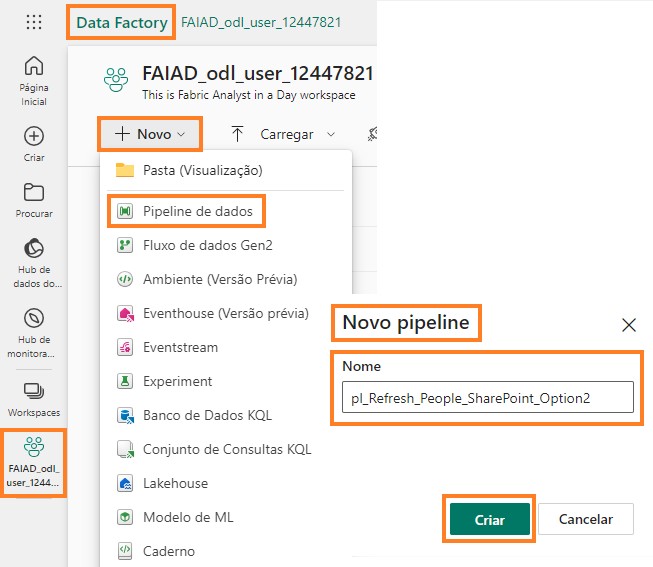 Data Factory FAIAD_odl_user_12447821
Página
Inicial
Criar
Procurar
Hub de
dados do...
Hub de
monitora...
Workspaces
FAIAD_odl_
user_1244...
FAIAD_odl_user_12447821
This is Fabric Analyst in a Day workspace
Novo Carregar
Pasta (Visualização)
Pipeline de dados
Fluxo de dados Gen2
Ambiente (Versão Prévia)
Eventhouse (Versão prévia)
Eventstream
Experiment
Banco de Dados KQL
Conjunto de Consultas KQL
Lakehouse
Modelo de ML
Caderno
Novo pipeline
Nome
pl_Refresh_People_SharePoint_Option2
Criar Cancelar